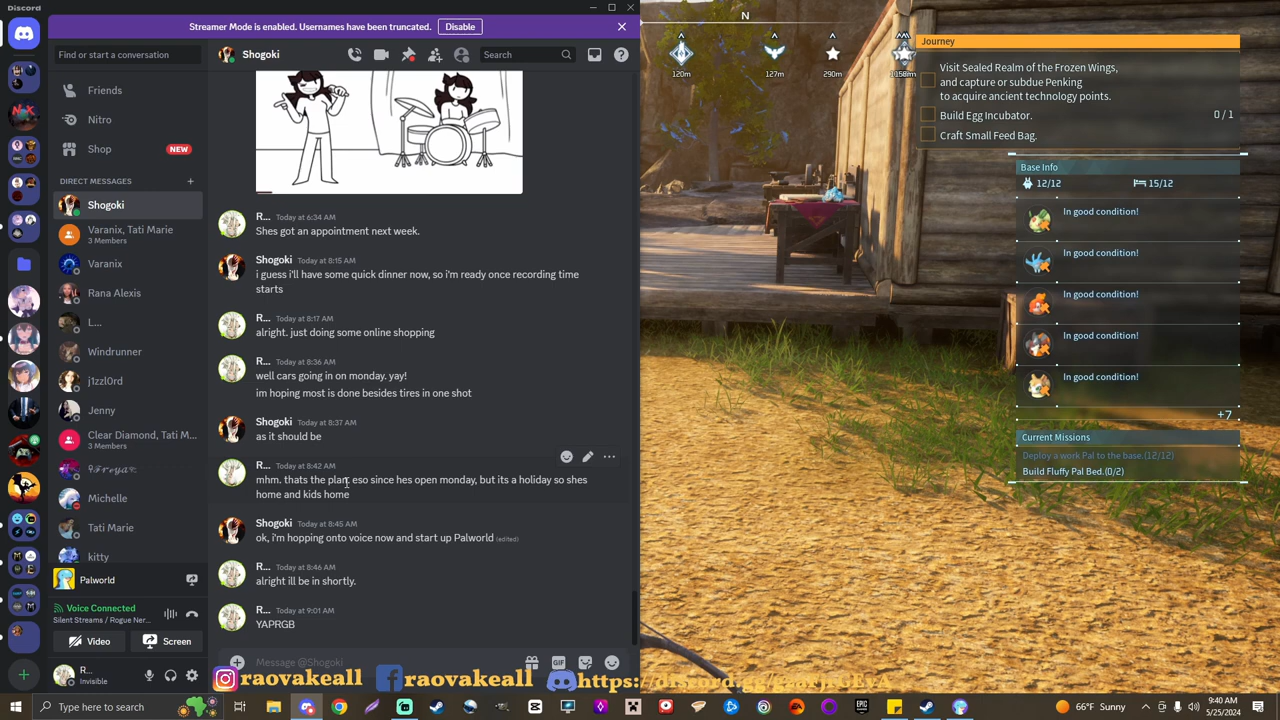 Discord
Streamer Mode is enabled. Usernames have been truncated.
Disable
Find or start a conversation
Friends
Nitro
Shop
NEW
DIRECT MESSAGES
Shogoki
Varanix, Tati Marie
3 Members
Varanix
Rana Alexis
L...
Windrunner
j1zzl0rd
Jenny
Clear Diamond, Tati M...
3 Members
Michelle
Tati Marie
kitty
Palworld
Voice Connected
Silent Streams / Rogue Ner...
Video
Screen
R...
Invisible
Shogoki
Search
R... Today at 6:34 AM
Shes got an appointment next week.
Shogoki Today at 8:15 AM
i guess i'll have some quick dinner now, so i'm ready once recording time
starts
R... Today at 8:17 AM
alright. just doing some online shopping
R... Today at 8:36 AM
well cars going in on monday. yay!
im hoping most is done besides tires in one shot
Shogoki Today at 8:37 AM
as it should be
R... Today at 8:42 AM
mhm. thats the plan. eso since hes open monday, but its a holiday so shes
home and kids home
Shogoki Today at 8:45 AM
ok, i'm hopping onto voice now and start up Palworld (edited)
R... Today at 8:46 AM
alright ill be in shortly.
R... Today at 9:01 AM
YAPRGB
Message @Shogoki
GIF
raovakeall
raovakeall
N
120m
127m
290m
Journey
Visit Sealed Realm of the Frozen Wings,
and capture or subdue Penking
to acquire ancient technology points.
Build Egg Incubator.
0 / 1
Craft Small Feed Bag.
Base Info
12/12
15/12
In good condition!
In good condition!
In good condition!
In good condition!
In good condition!
+7
Current Missions
Deploy a work Pal to the base.(12/12)
Build Fluffy Pal Bed.(0/2)
Type here to search
66°F Sunny
9:40 AM
5/25/2024